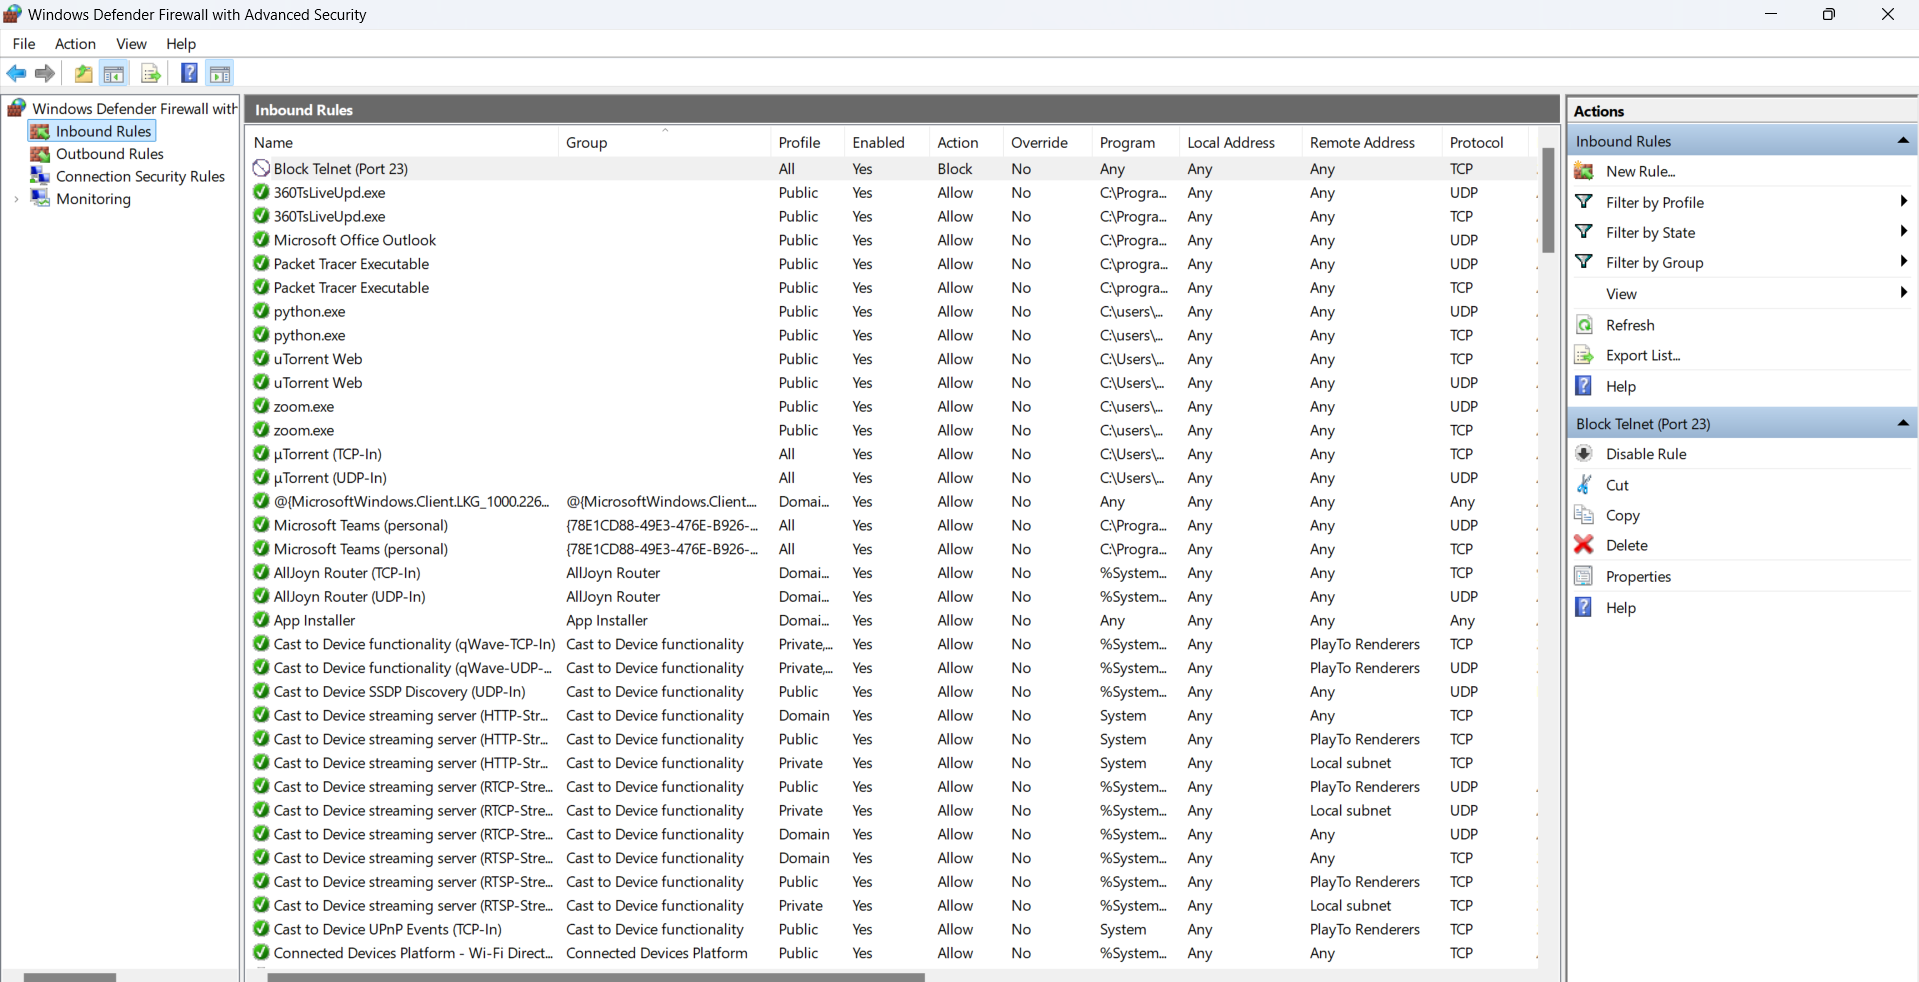 Windows Defender Firewall with Advanced Security
File Action View Help
Windows Defender Firewall with
Inbound Rules
Outbound Rules
Connection Security Rules
Monitoring
Inbound Rules
Name Group Profile Enabled Action Override Program Local Address Remote Address Protocol
Block Telnet (Port 23) All Yes Block No Any Any Any TCP
360TsLiveUpd.exe Public Yes Allow No C:\Progra... Any Any UDP
360TsLiveUpd.exe Public Yes Allow No C:\Progra... Any Any TCP
Microsoft Office Outlook Public Yes Allow No C:\Progra... Any Any UDP
Packet Tracer Executable Public Yes Allow No C:\progra... Any Any UDP
Packet Tracer Executable Public Yes Allow No C:\progra... Any Any TCP
python.exe Public Yes Allow No C:\users\... Any Any UDP
python.exe Public Yes Allow No C:\users\... Any Any TCP
uTorrent Web Public Yes Allow No C:\Users\... Any Any TCP
uTorrent Web Public Yes Allow No C:\Users\... Any Any UDP
zoom.exe Public Yes Allow No C:\users\... Any Any UDP
zoom.exe Public Yes Allow No C:\users\... Any Any TCP
µTorrent (TCP-In) All Yes Allow No C:\Users\... Any Any TCP
µTorrent (UDP-In) All Yes Allow No C:\Users\... Any Any UDP
@{MicrosoftWindows.Client.LKG_1000.226... @{MicrosoftWindows.Client.... Domai... Yes Allow No Any Any Any Any
Microsoft Teams (personal) {78E1CD88-49E3-476E-B926-... All Yes Allow No C:\Progra... Any Any UDP
Microsoft Teams (personal) {78E1CD88-49E3-476E-B926-... All Yes Allow No C:\Progra... Any Any TCP
AllJoyn Router (TCP-In) AllJoyn Router Domai... Yes Allow No %System... Any Any TCP
AllJoyn Router (UDP-In) AllJoyn Router Domai... Yes Allow No %System... Any Any UDP
App Installer App Installer Domai... Yes Allow No Any Any Any Any
Cast to Device functionality (qWave-TCP-In) Cast to Device functionality Private,... Yes Allow No %System... Any PlayTo Renderers TCP
Cast to Device functionality (qWave-UDP-... Cast to Device functionality Private,... Yes Allow No %System... Any PlayTo Renderers UDP
Cast to Device SSDP Discovery (UDP-In) Cast to Device functionality Public Yes Allow No %System... Any Any UDP
Cast to Device streaming server (HTTP-Str... Cast to Device functionality Domain Yes Allow No System Any Any TCP
Cast to Device streaming server (HTTP-Str... Cast to Device functionality Public Yes Allow No System Any PlayTo Renderers TCP
Cast to Device streaming server (HTTP-Str... Cast to Device functionality Private Yes Allow No System Any Local subnet TCP
Cast to Device streaming server (RTCP-Stre... Cast to Device functionality Public Yes Allow No %System... Any PlayTo Renderers UDP
Cast to Device streaming server (RTCP-Stre... Cast to Device functionality Private Yes Allow No %System... Any Local subnet UDP
Cast to Device streaming server (RTCP-Stre... Cast to Device functionality Domain Yes Allow No %System... Any Any UDP
Cast to Device streaming server (RTSP-Stre... Cast to Device functionality Domain Yes Allow No %System... Any Any TCP
Cast to Device streaming server (RTSP-Stre... Cast to Device functionality Public Yes Allow No %System... Any PlayTo Renderers TCP
Cast to Device streaming server (RTSP-Stre... Cast to Device functionality Private Yes Allow No %System... Any Local subnet TCP
Cast to Device UPnP Events (TCP-In) Cast to Device functionality Public Yes Allow No System Any PlayTo Renderers TCP
Connected Devices Platform - Wi-Fi Direct... Connected Devices Platform Public Yes Allow No %System... Any Any TCP
Actions
Inbound Rules
New Rule...
Filter by Profile
Filter by State
Filter by Group
View
Refresh
Export List...
Help
Block Telnet (Port 23)
Disable Rule
Cut
Copy
Delete
Properties
Help